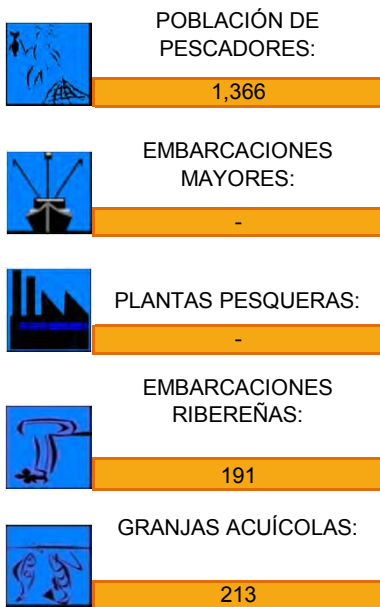 POBLACIÓN DE
PESCADORES:
1,366
EMBARCACIONES
MAYORES:
-
PLANTAS PESQUERAS:
-
EMBARCACIONES
RIBEREÑAS:
191
GRANJAS ACUÍCOLAS:
213